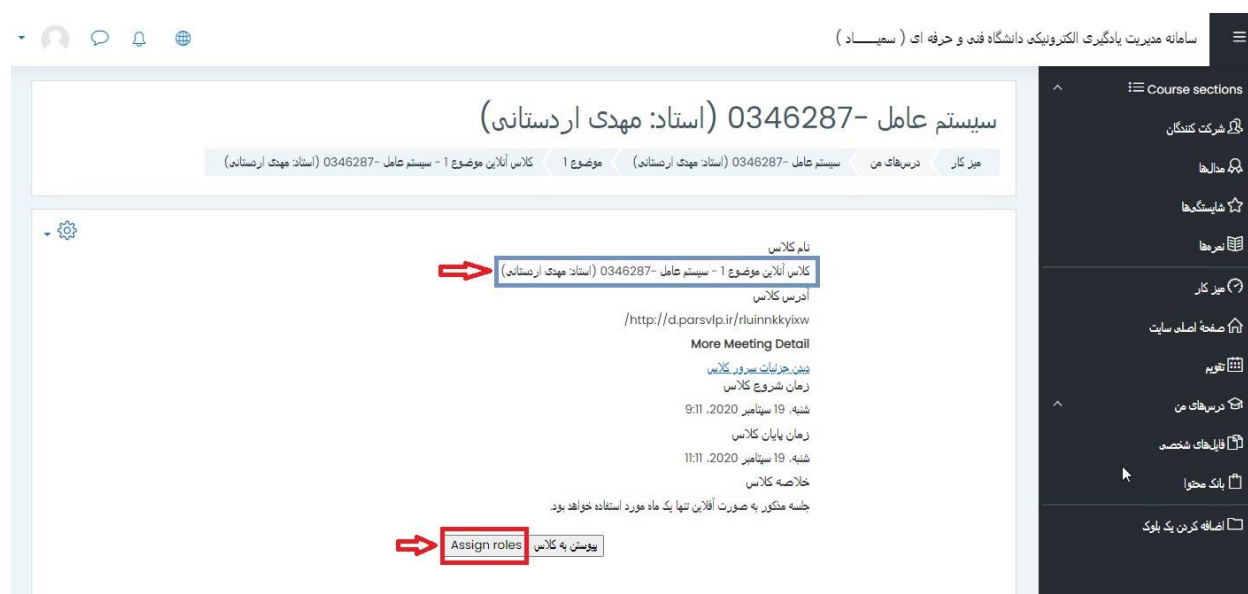 سامانه مدیریت یادگیری الکترونیکی دانشگاه فنی و حرفه ای ( سمیــــاد )
Course sections
شرکت کنندگان
مدال‌ها
شایستگی‌ها
نمره‌ها
میز کار
صفحهٔ اصلی سایت
تقویم
درس‌های من
فایل‌های شخصی
بانک محتوا
اضافه کردن یک بلوک
سیستم عامل -0346287 (استاد: مهدی اردستانی)
میز کار درس‌های من سیستم عامل -0346287 (استاد: مهدی اردستانی) موضوع 1 کلاس آنلاین موضوع 1 - سیستم عامل -0346287 (استاد: مهدی اردستانی)
نام کلاس
کلاس آنلاین موضوع 1 - سیستم عامل -0346287 (استاد: مهدی اردستانی)
آدرس کلاس
/http://d.parsvlp.ir/rluinnkkyixw
More Meeting Detail
دیدن جزئیات سرور کلاس
زمان شروع کلاس
شنبه، 19 سپتامبر 2020، 9:11
زمان پایان کلاس
شنبه، 19 سپتامبر 2020، 11:11
خلاصه کلاس
جلسه مذکور به صورت آفلاین تنها یک ماه مورد استفاده خواهد بود.
پیوستن به کلاس Assign roles